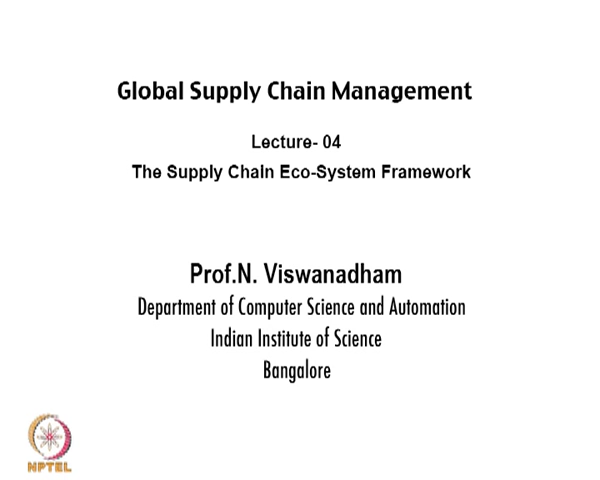 Global Supply Chain Management
Lecture- 04
The Supply Chain Eco-System Framework
Prof.N. Viswanadham
Department of Computer Science and Automation
Indian Institute of Science
Bangalore
NPTEL